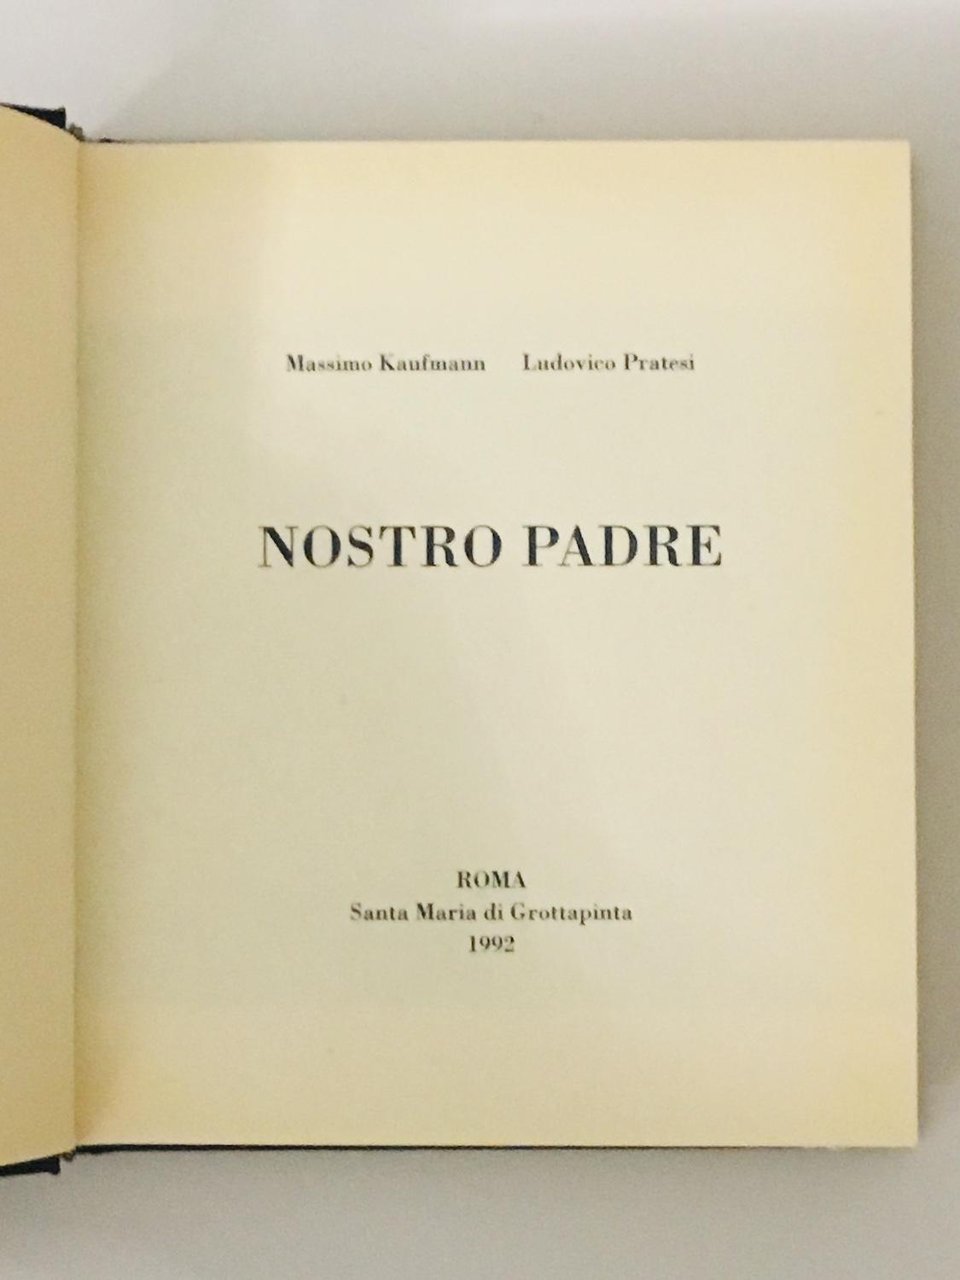 Massimo Kaufmann Ludovico Pratesi
NOSTRO PADRE
ROMA
Santa Maria di Grottapinta
1992